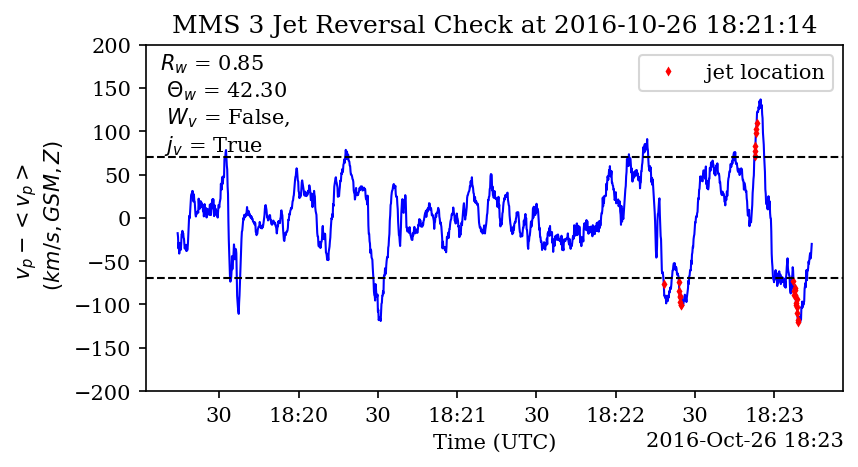 MMS 3 Jet Reversal Check at 2016-10-26 18:21:14
R_w = 0.85
Θ_w = 42.30
W_v = False,
j_v = True
jet location
200
150
100
50
0
−50
−100
−150
−200
v_p − < v_p >
(km/s, GSM, Z)
30 18:20 30 18:21 30 18:22 30 18:23
Time (UTC)
2016-Oct-26 18:23